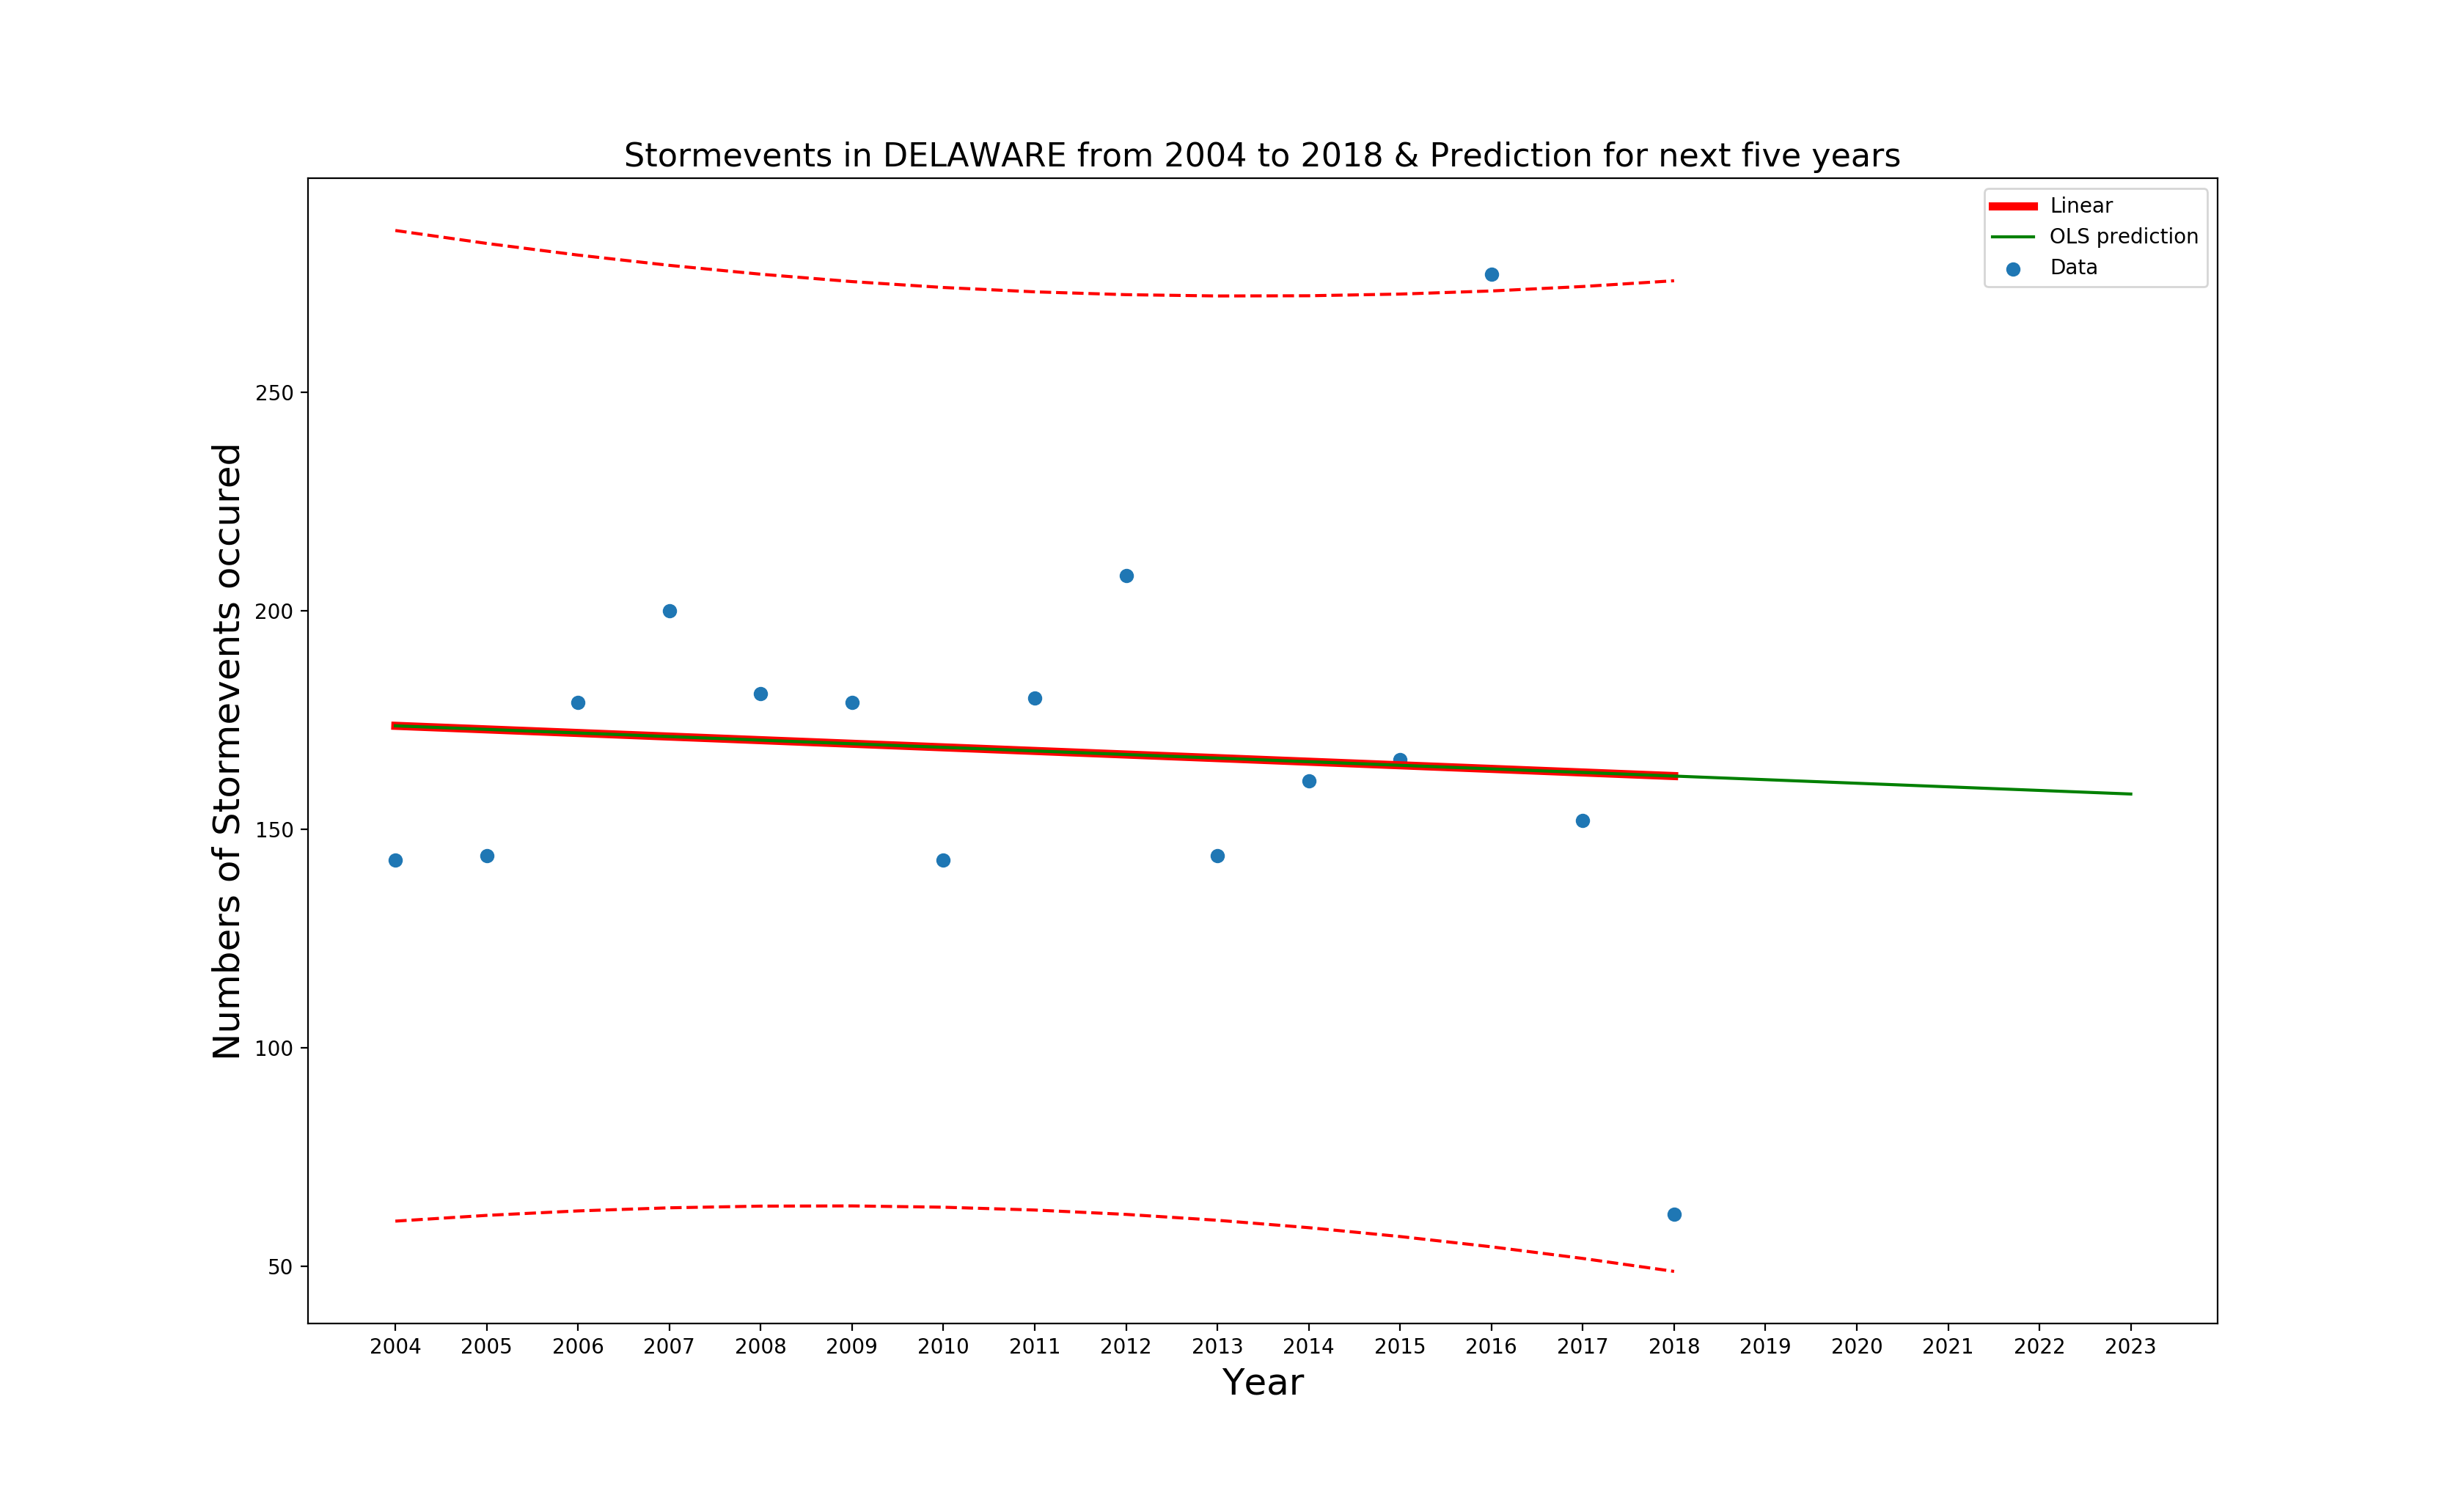 Stormevents in DELAWARE from 2004 to 2018 & Prediction for next five years
Linear
OLS prediction
Data
Numbers of Stormevents occured
250
200
150
100
50
2004 2005 2006 2007 2008 2009 2010 2011 2012 2013 2014 2015 2016 2017 2018 2019 2020 2021 2022 2023
Year